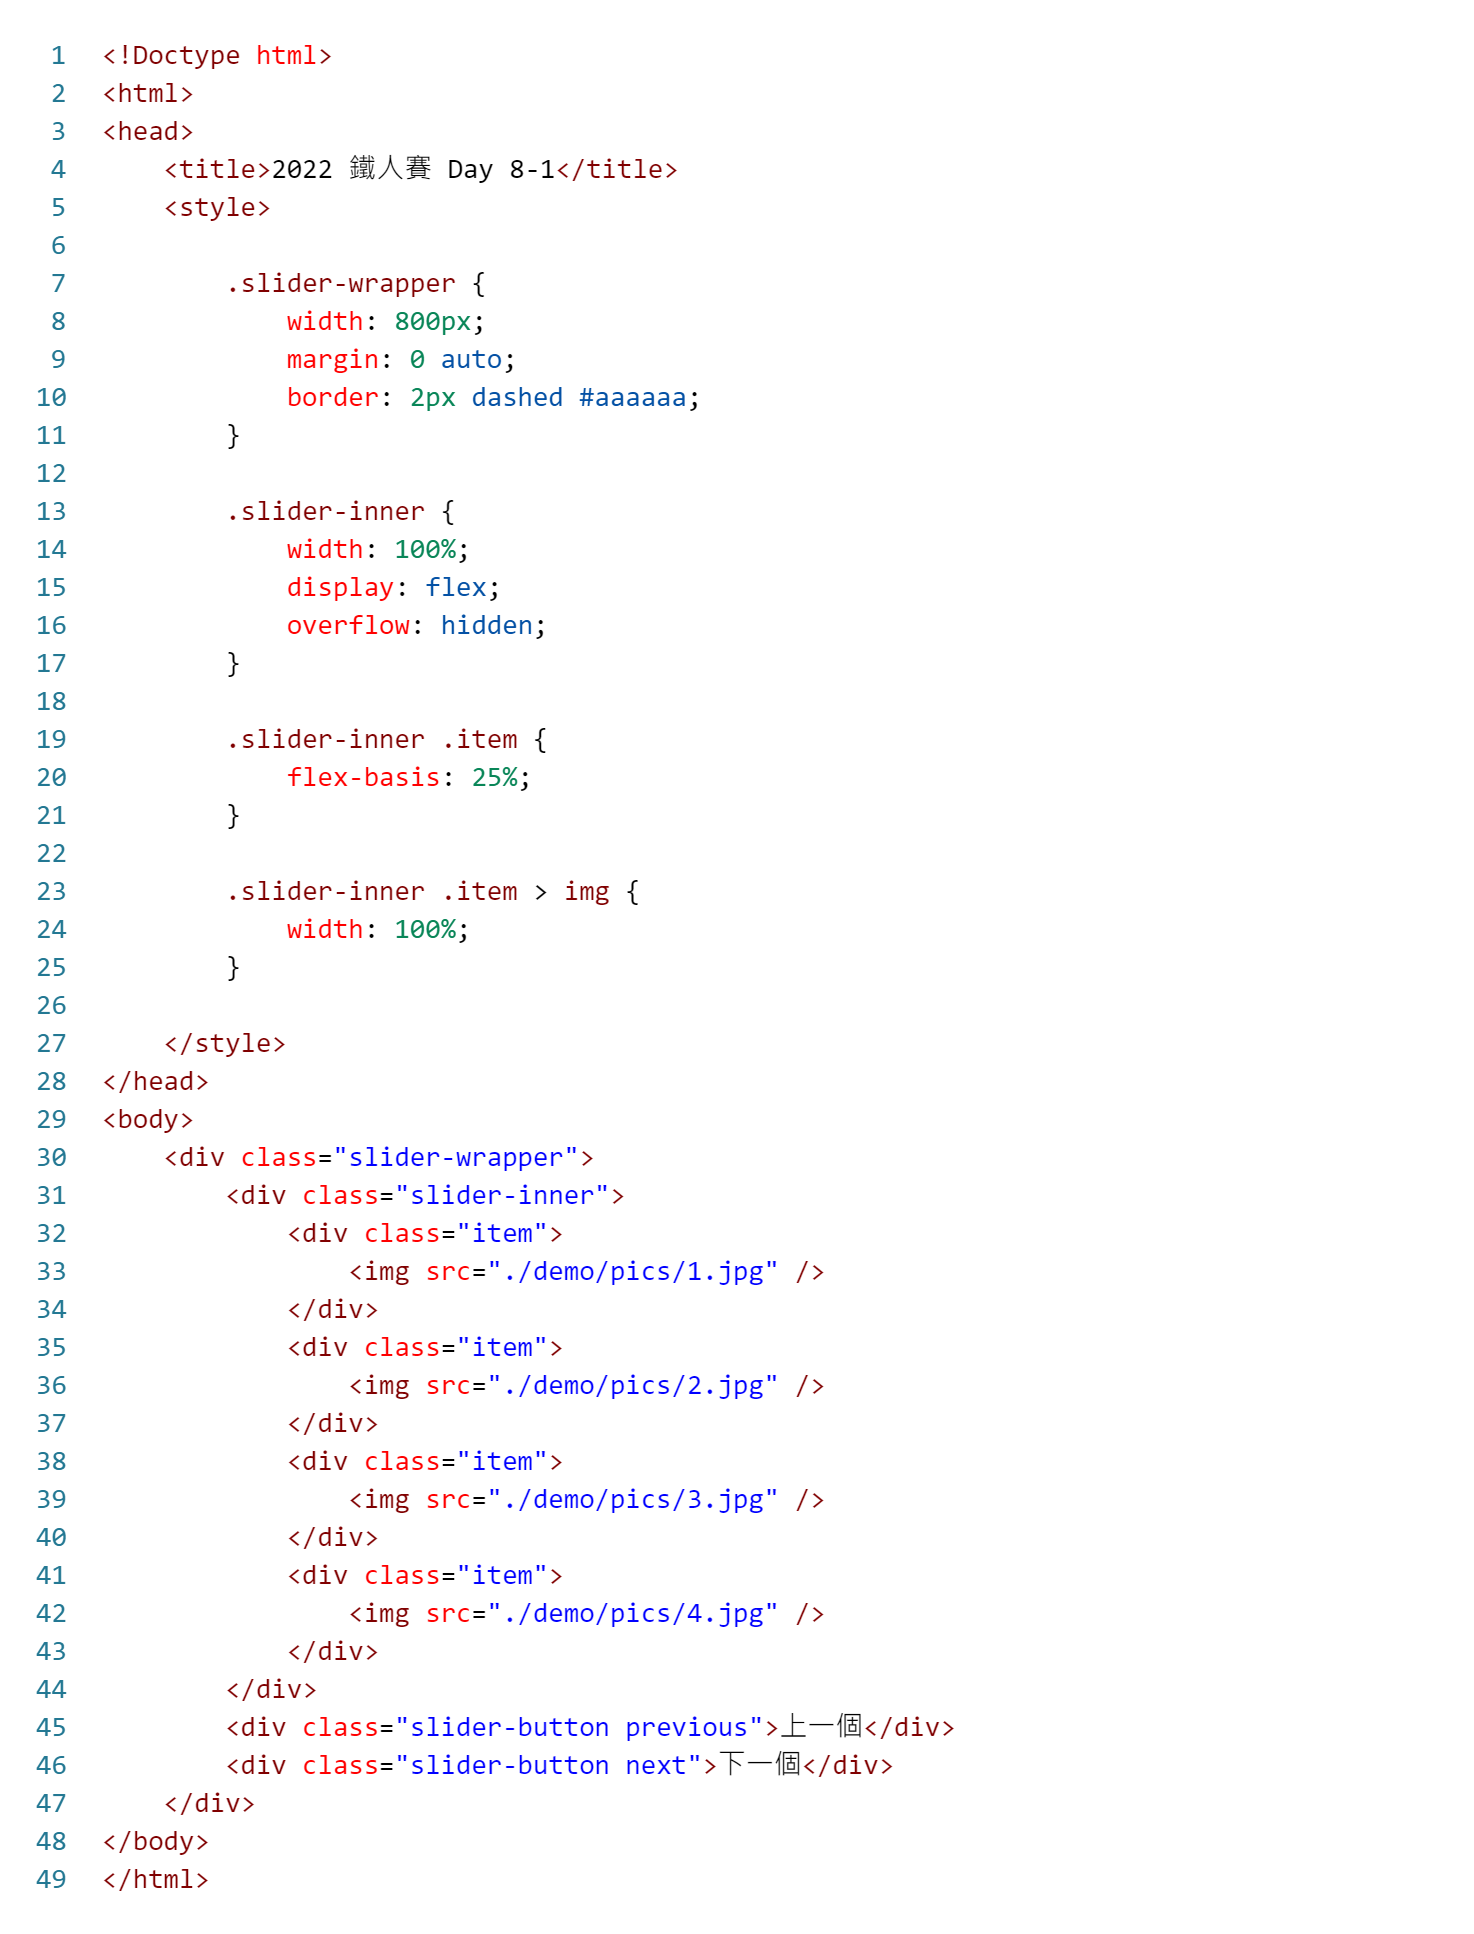 1 <!Doctype html>
2 <html>
3 <head>
4     <title>2022 鐵人賽 Day 8-1</title>
5     <style>
6
7         .slider-wrapper {
8             width: 800px;
9             margin: 0 auto;
10             border: 2px dashed #aaaaaa;
11         }
12
13         .slider-inner {
14             width: 100%;
15             display: flex;
16             overflow: hidden;
17         }
18
19         .slider-inner .item {
20             flex-basis: 25%;
21         }
22
23         .slider-inner .item > img {
24             width: 100%;
25         }
26
27     </style>
28 </head>
29 <body>
30     <div class="slider-wrapper">
31         <div class="slider-inner">
32             <div class="item">
33                 <img src="./demo/pics/1.jpg" />
34             </div>
35             <div class="item">
36                 <img src="./demo/pics/2.jpg" />
37             </div>
38             <div class="item">
39                 <img src="./demo/pics/3.jpg" />
40             </div>
41             <div class="item">
42                 <img src="./demo/pics/4.jpg" />
43             </div>
44         </div>
45         <div class="slider-button previous">上一個</div>
46         <div class="slider-button next">下一個</div>
47     </div>
48 </body>
49 </html>